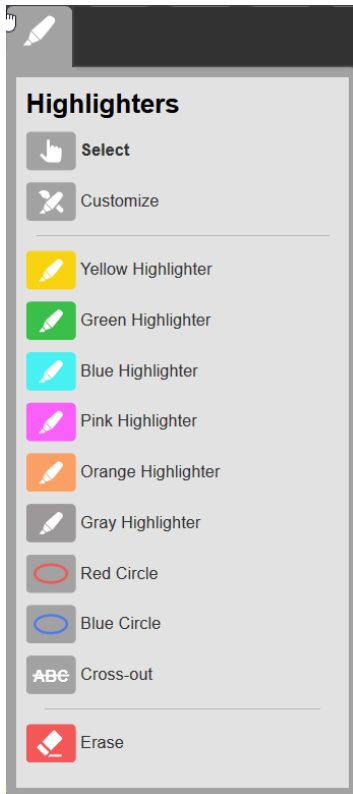 Highlighters
Select
Customize
Yellow Highlighter
Green Highlighter
Blue Highlighter
Pink Highlighter
Orange Highlighter
Gray Highlighter
Red Circle
Blue Circle
ABC Cross-out
Erase